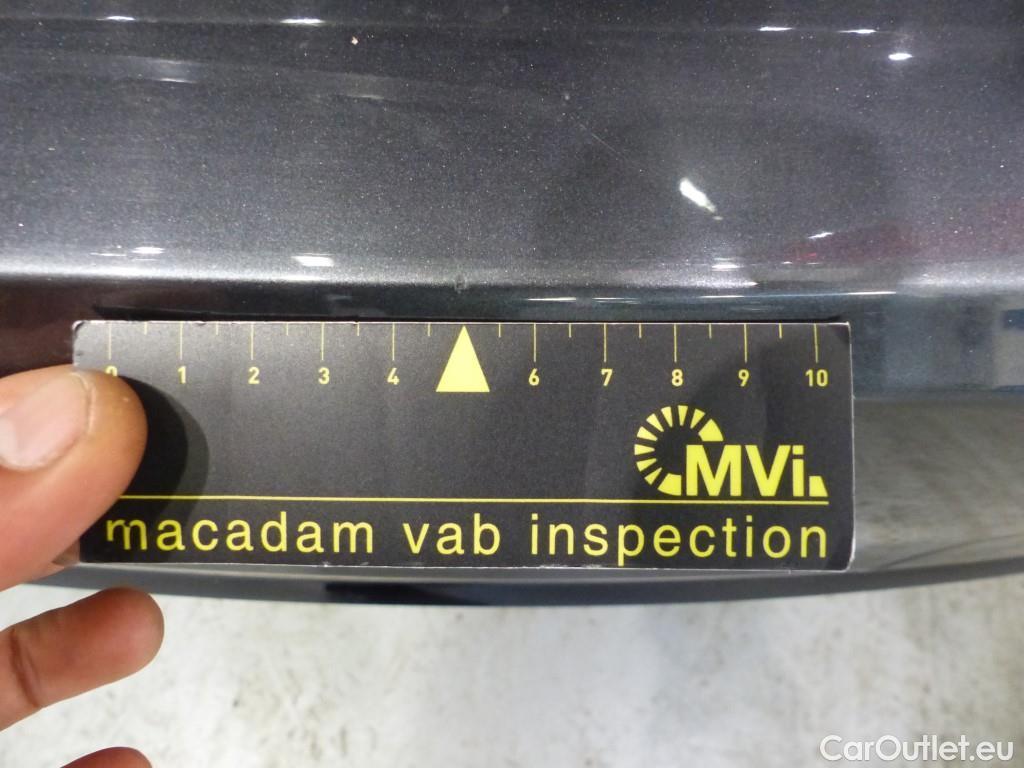 0 1 2 3 4 6 7 8 9 10
MVi.
macadam vab inspection
CarOutlet.eu